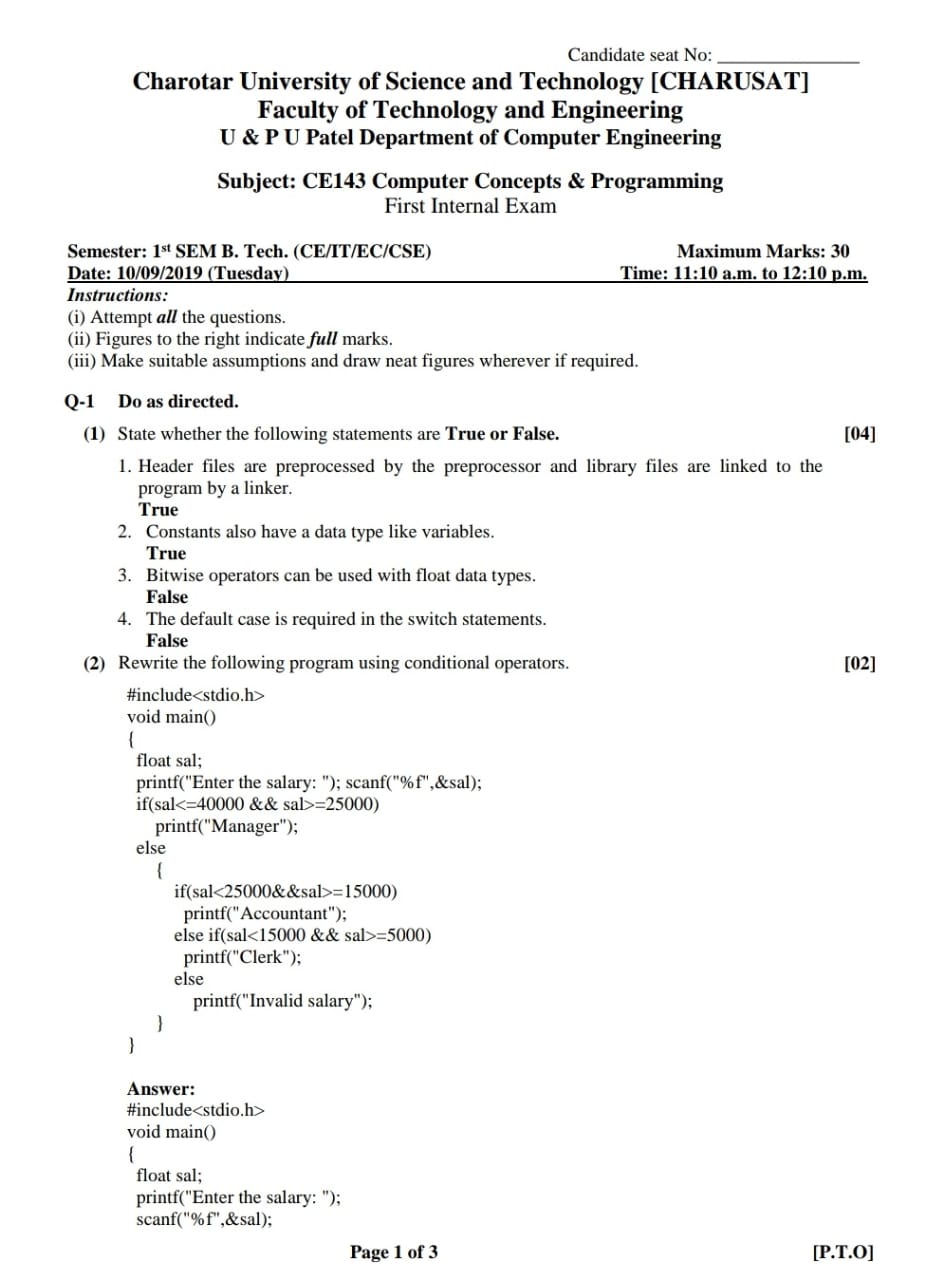 Candidate seat No: _______________
Charotar University of Science and Technology [CHARUSAT]
Faculty of Technology and Engineering
U & P U Patel Department of Computer Engineering
Subject: CE143 Computer Concepts & Programming
First Internal Exam
Semester: 1st SEM B. Tech. (CE/IT/EC/CSE) Maximum Marks: 30
Date: 10/09/2019 (Tuesday) Time: 11:10 a.m. to 12:10 p.m.
Instructions:
(i) Attempt all the questions.
(ii) Figures to the right indicate full marks.
(iii) Make suitable assumptions and draw neat figures wherever if required.
Q-1 Do as directed.
(1) State whether the following statements are True or False. [04]
1. Header files are preprocessed by the preprocessor and library files are linked to the
program by a linker.
True
2. Constants also have a data type like variables.
True
3. Bitwise operators can be used with float data types.
False
4. The default case is required in the switch statements.
False
(2) Rewrite the following program using conditional operators. [02]
#include<stdio.h>
void main()
{
float sal;
printf("Enter the salary: "); scanf("%f",&sal);
if(sal<=40000 && sal>=25000)
printf("Manager");
else
{
if(sal<25000&&sal>=15000)
printf("Accountant");
else if(sal<15000 && sal>=5000)
printf("Clerk");
else
printf("Invalid salary");
}
}
Answer:
#include<stdio.h>
void main()
{
float sal;
printf("Enter the salary: ");
scanf("%f",&sal);
Page 1 of 3 [P.T.O]